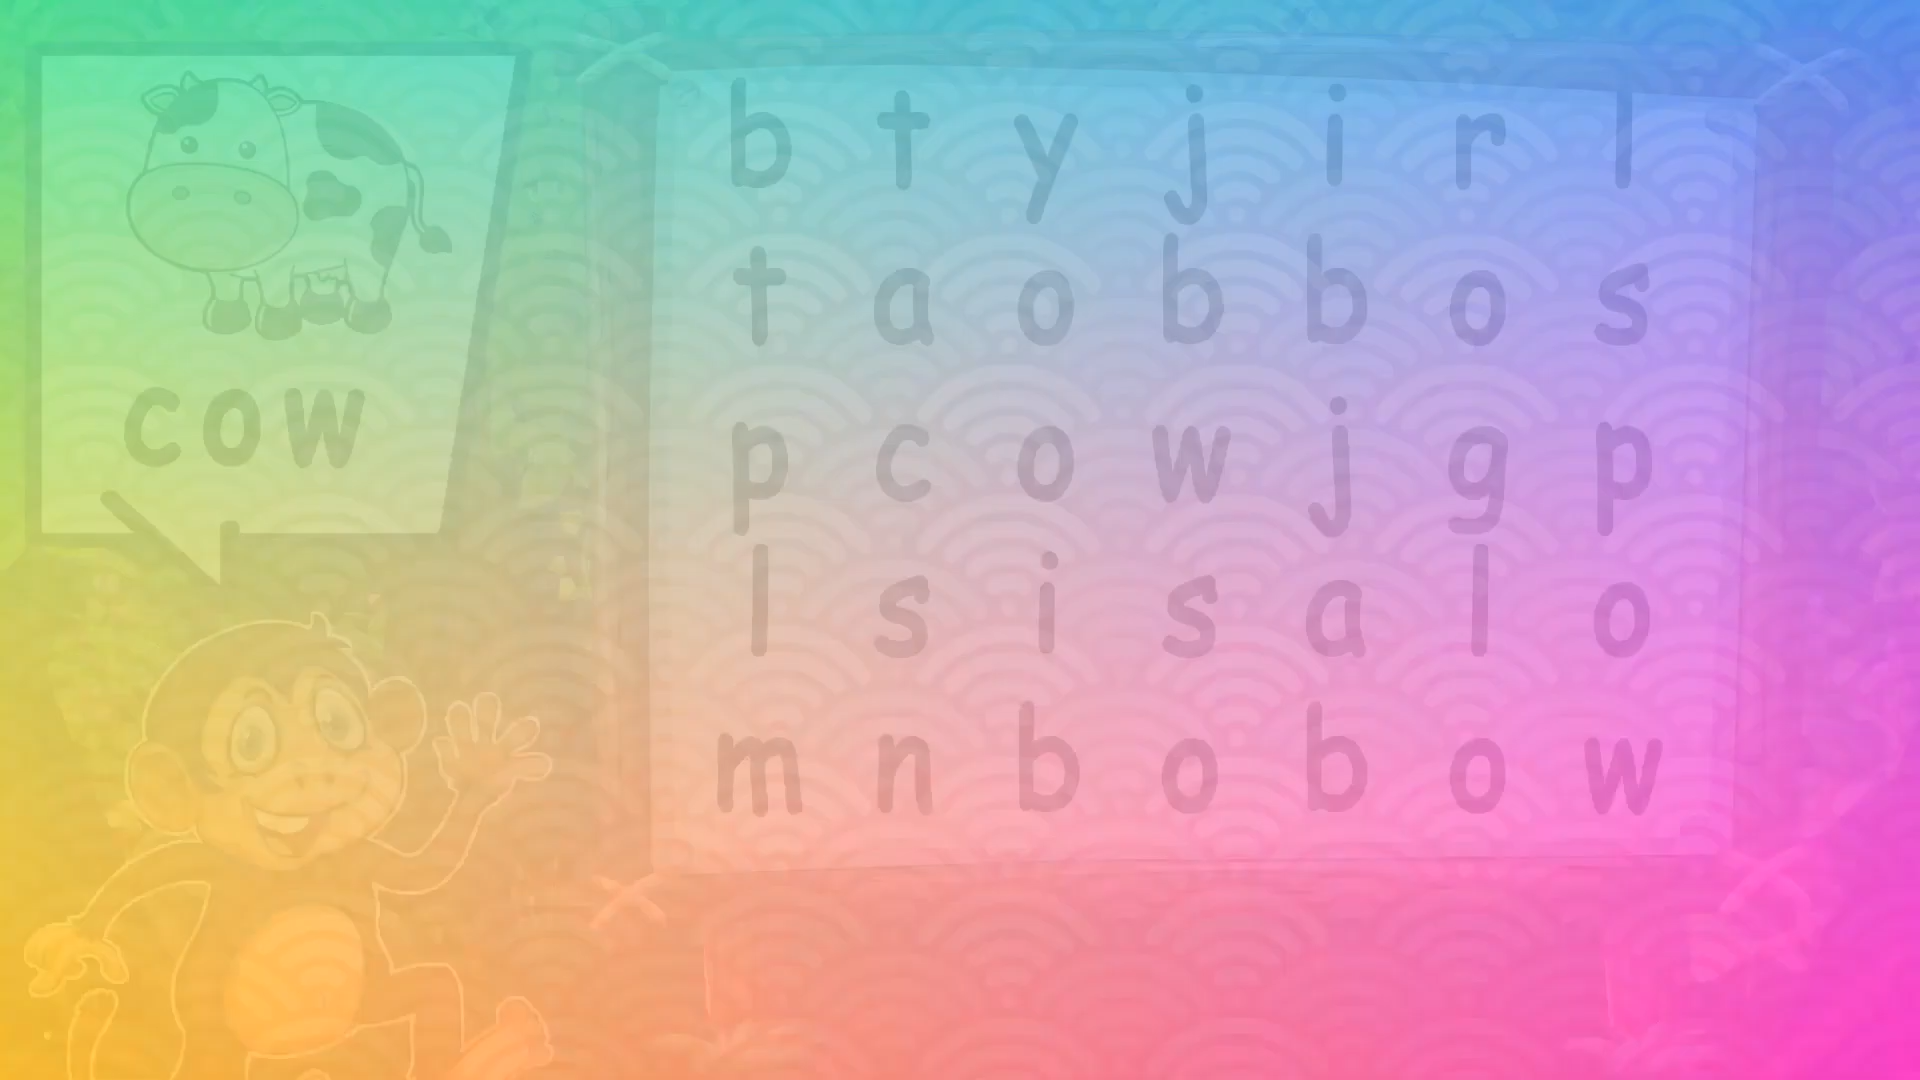 cow
b t y j i r l
t a o b b o s
p c o w j g p
l s i s a l o
m n b o b o w